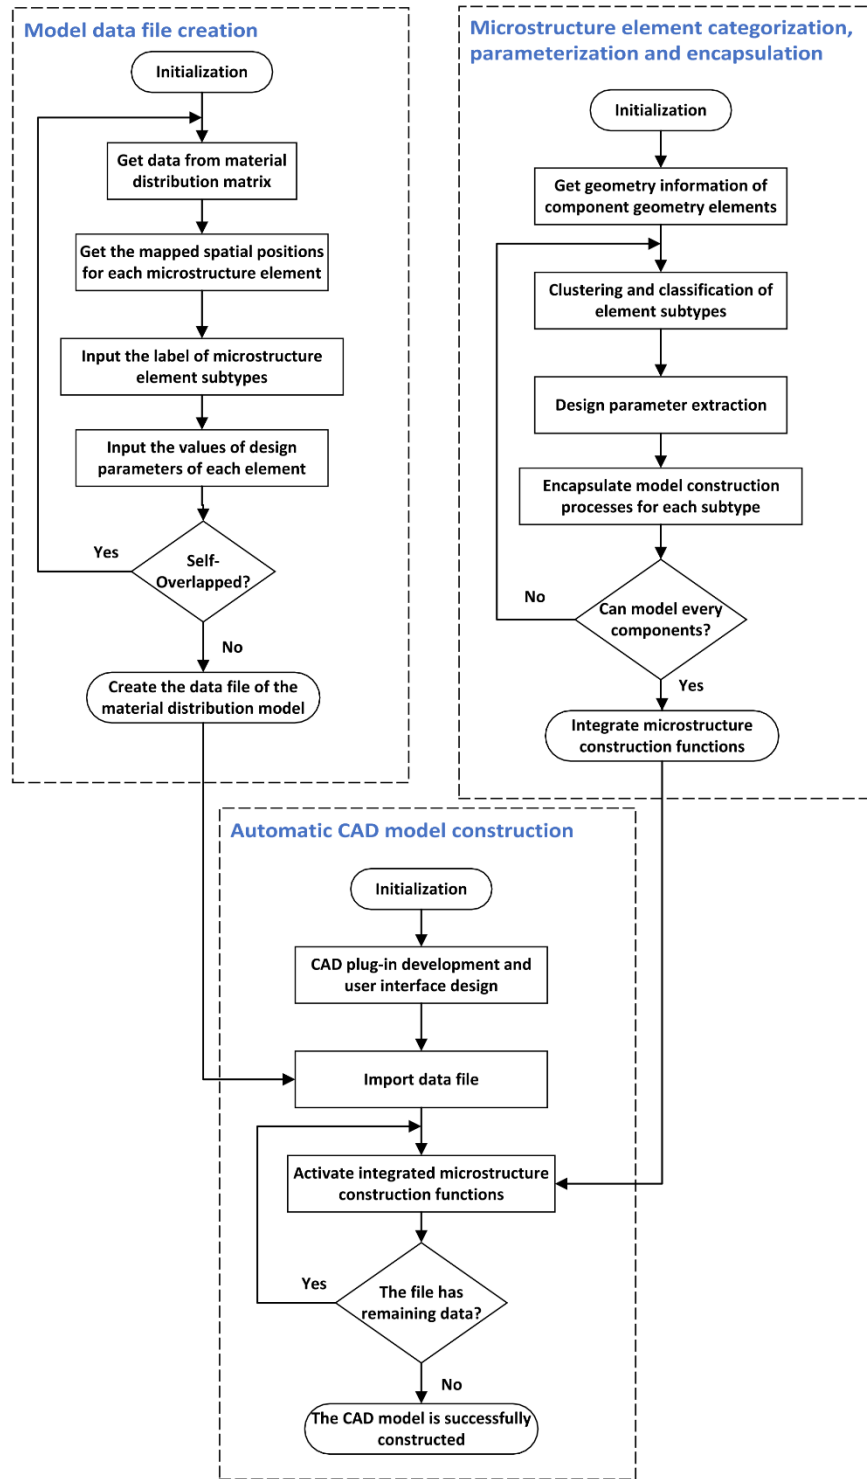 Model data file creation
Initialization
Get data from material
distribution matrix
Get the mapped spatial positions
for each microstructure element
Input the label of microstructure
element subtypes
Input the values of design
parameters of each element
Yes
Self-
Overlapped?
No
Create the data file of the
material distribution model
Microstructure element categorization,
parameterization and encapsulation
Initialization
Get geometry information of
component geometry elements
Clustering and classification of
element subtypes
Design parameter extraction
Encapsulate model construction
processes for each subtype
No
Can model every
components?
Yes
Integrate microstructure
construction functions
Automatic CAD model construction
Initialization
CAD plug-in development and
user interface design
Import data file
Activate integrated microstructure
construction functions
Yes
The file has
remaining data?
No
The CAD model is successfully
constructed